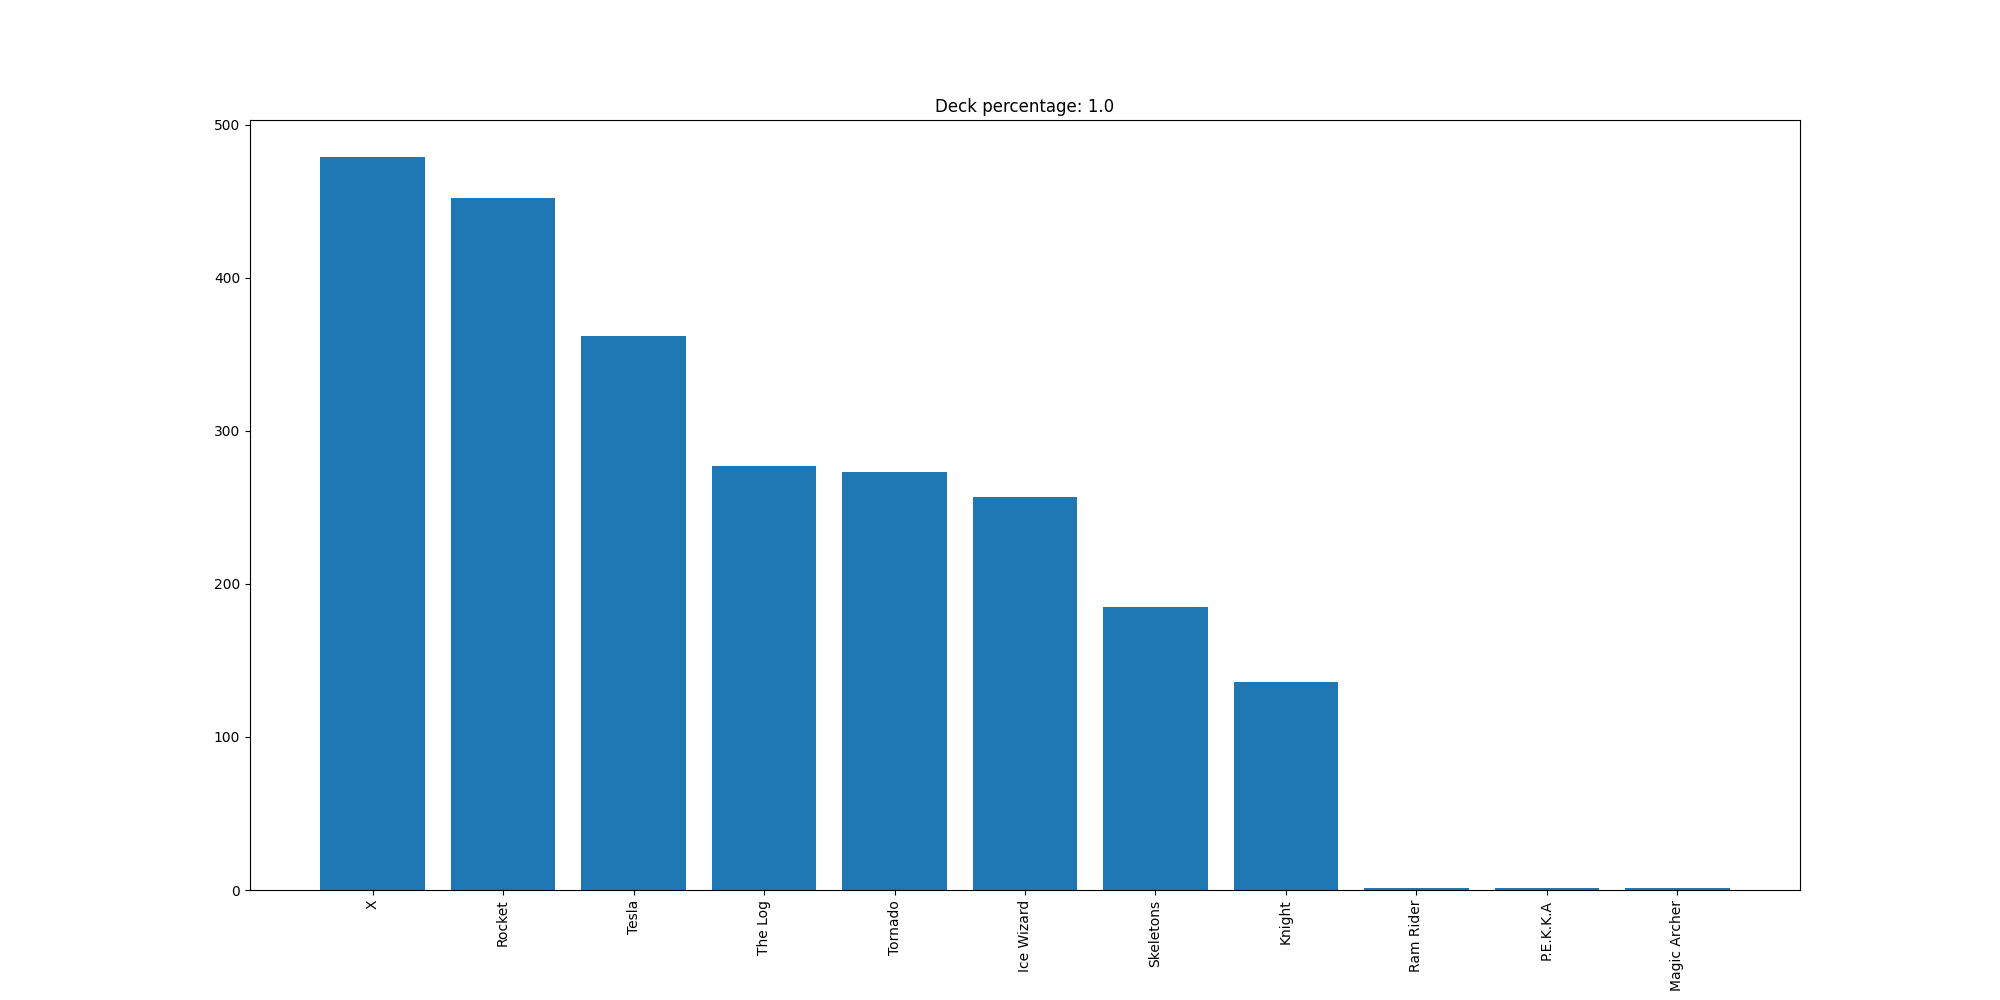 Deck percentage: 1.0
500
400
300
200
100
0
X
Rocket
Tesla
The Log
Tornado
Ice Wizard
Skeletons
Knight
Ram Rider
P.E.K.K.A
Magic Archer